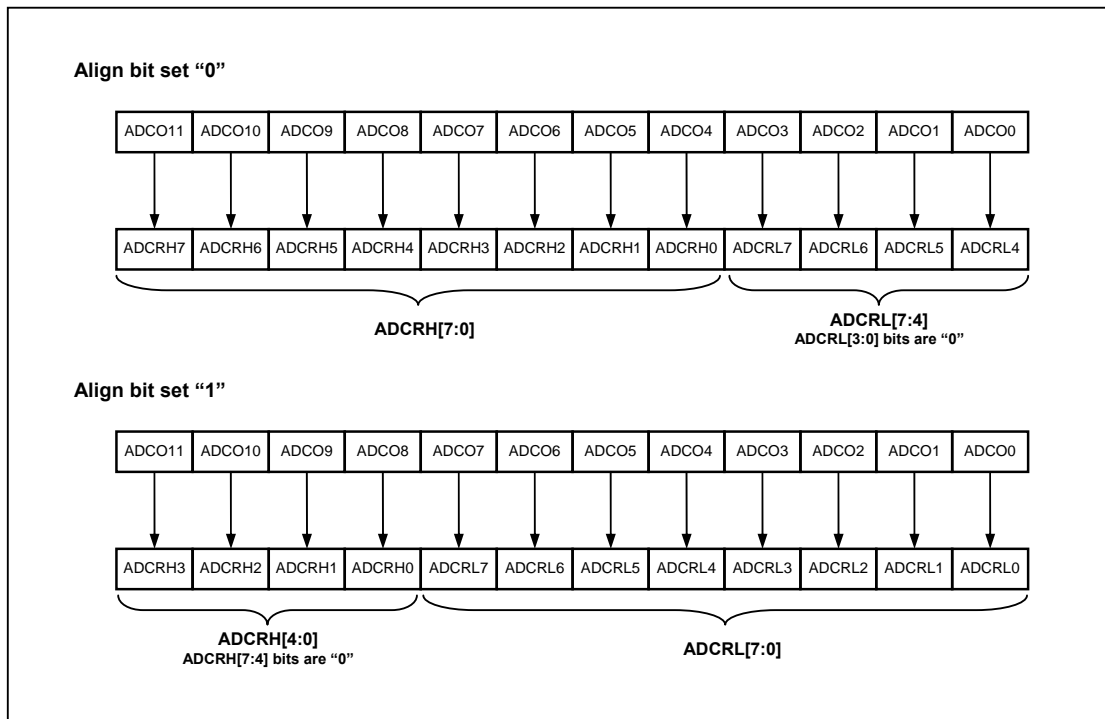 Align bit set “0”
ADCO11 ADCO10 ADCO9 ADCO8 ADCO7 ADCO6 ADCO5 ADCO4 ADCO3 ADCO2 ADCO1 ADCO0
ADCRH7 ADCRH6 ADCRH5 ADCRH4 ADCRH3 ADCRH2 ADCRH1 ADCRH0 ADCRL7 ADCRL6 ADCRL5 ADCRL4
ADCRH[7:0]
ADCRL[7:4]
ADCRL[3:0] bits are “0”
Align bit set “1”
ADCO11 ADCO10 ADCO9 ADCO8 ADCO7 ADCO6 ADCO5 ADCO4 ADCO3 ADCO2 ADCO1 ADCO0
ADCRH3 ADCRH2 ADCRH1 ADCRH0 ADCRL7 ADCRL6 ADCRL5 ADCRL4 ADCRL3 ADCRL2 ADCRL1 ADCRL0
ADCRH[4:0]
ADCRH[7:4] bits are “0”
ADCRL[7:0]